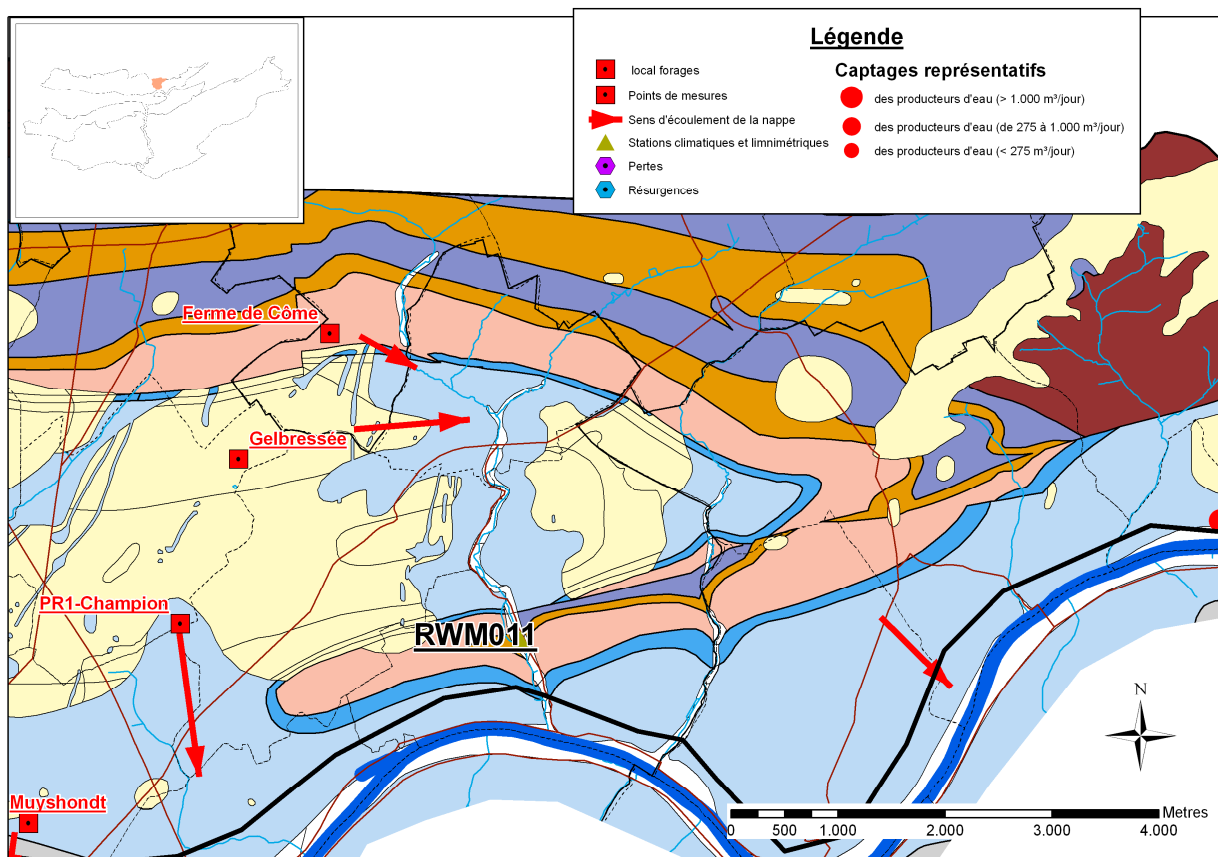 Légende
local forages
Points de mesures
Sens d'écoulement de la nappe
Stations climatiques et limnimétriques
Pertes
Résurgences
Captages représentatifs
des producteurs d'eau (> 1.000 m³/jour)
des producteurs d'eau (de 275 à 1.000 m³/jour)
des producteurs d'eau (< 275 m³/jour)
Ferme de Côme
Gelbressée
PR1-Champion
RWM011
Muyshondt
N
Metres
0 500 1.000 2.000 3.000 4.000